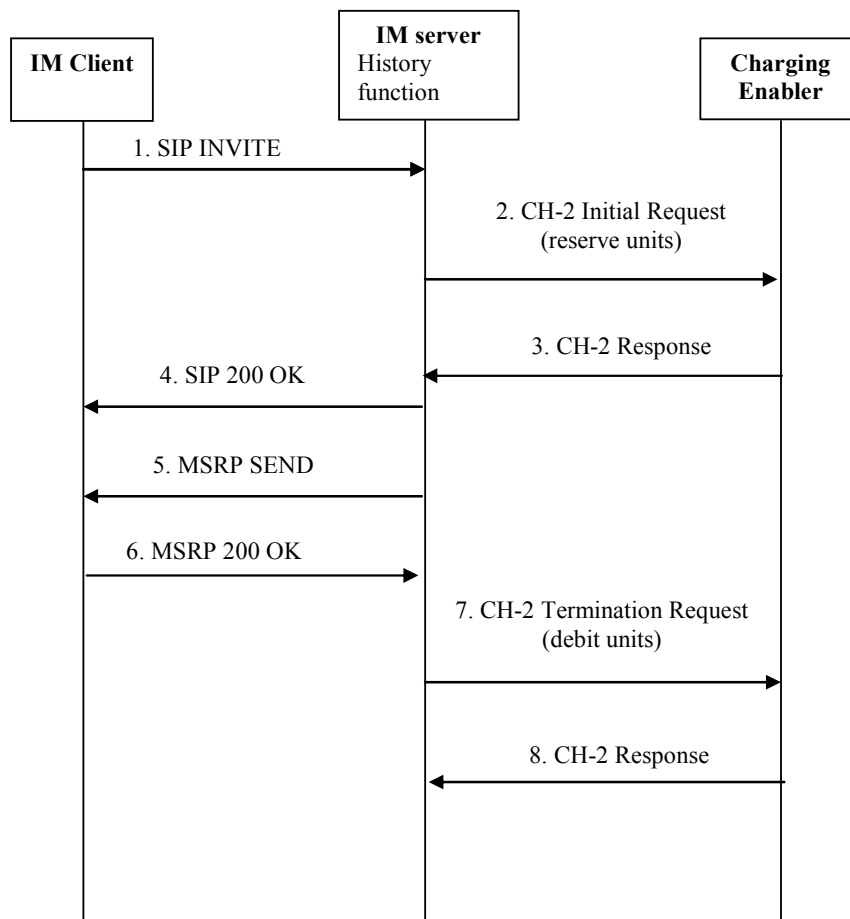 IM Client
IM server
History
function
Charging
Enabler
1. SIP INVITE
2. CH-2 Initial Request
(reserve units)
3. CH-2 Response
4. SIP 200 OK
5. MSRP SEND
6. MSRP 200 OK
7. CH-2 Termination Request
(debit units)
8. CH-2 Response